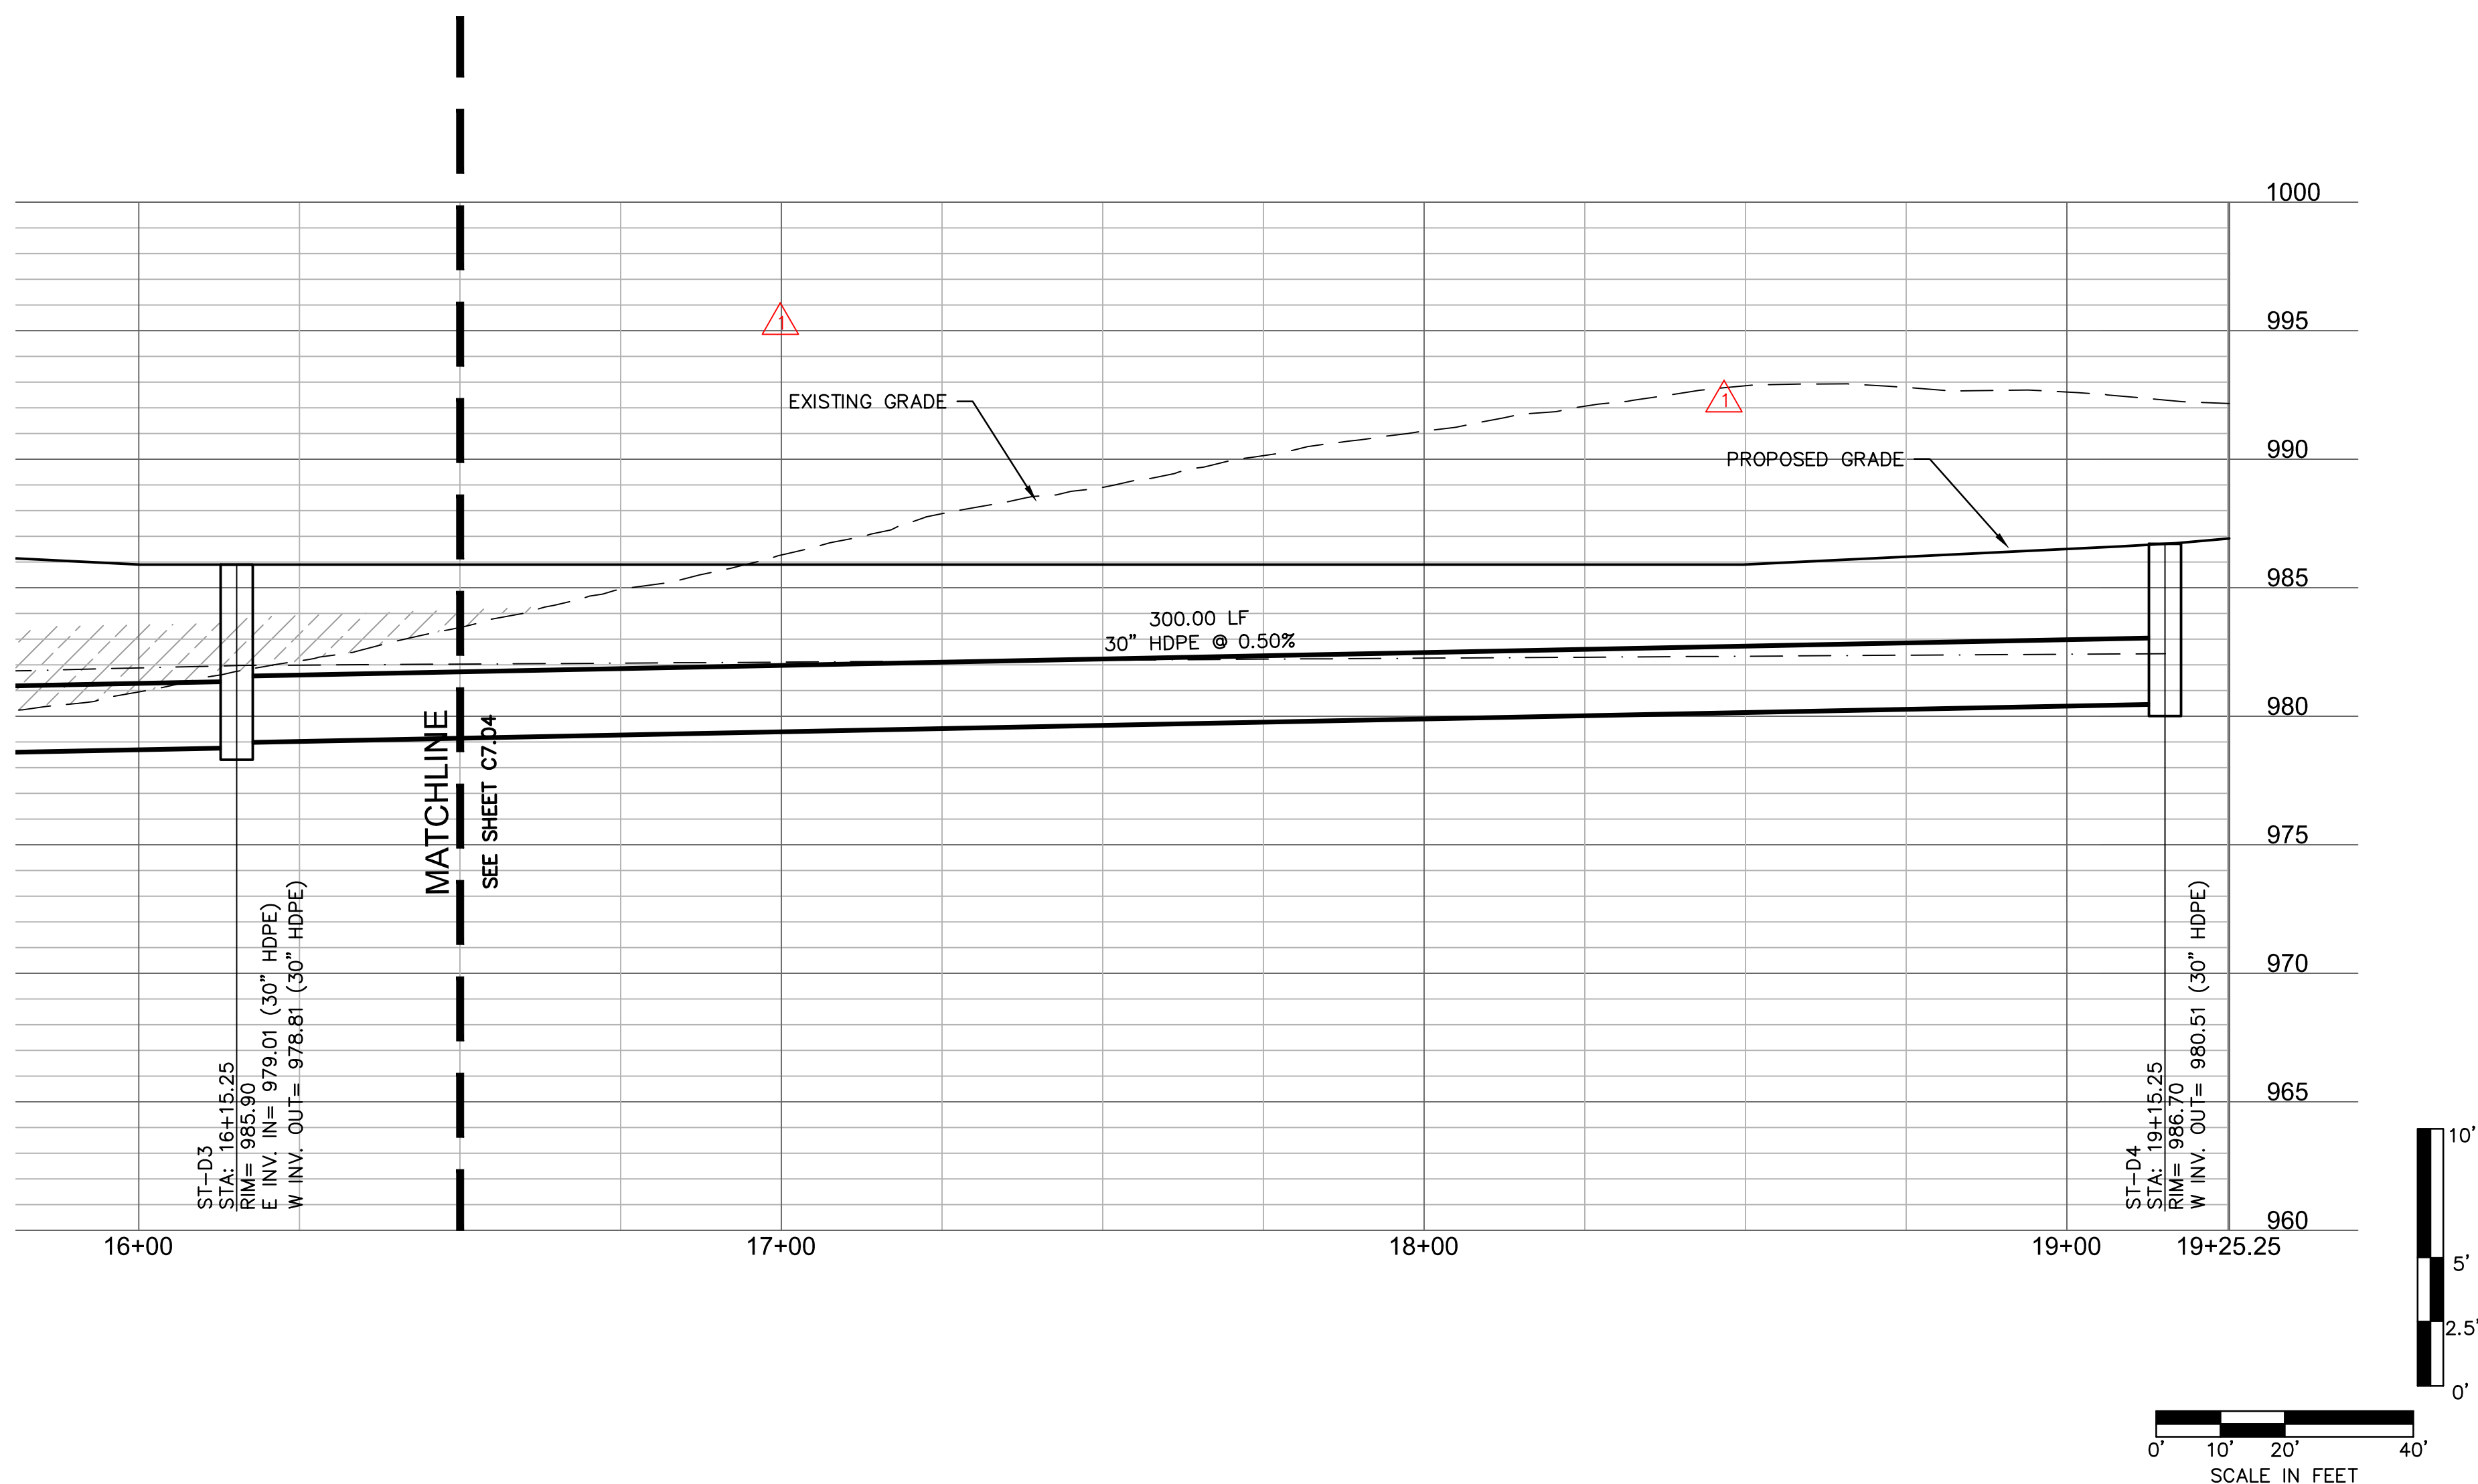 1000
995
1
EXISTING GRADE
1
990
PROPOSED GRADE
985
300.00 LF
30" HDPE @ 0.50%
980
MATCHLINE
SEE SHEET C7.04
975
970
965
960
ST-D3
STA: 16+15.25
RIM= 985.90
E INV. IN= 979.01 (30" HDPE)
W INV. OUT= 978.81 (30" HDPE)
ST-D4
STA: 19+15.25
RIM= 986.70
W INV. OUT= 980.51 (30" HDPE)
16+00
17+00
18+00
19+00
19+25.25
10'
5'
2.5'
0'
0' 10' 20' 40'
SCALE IN FEET